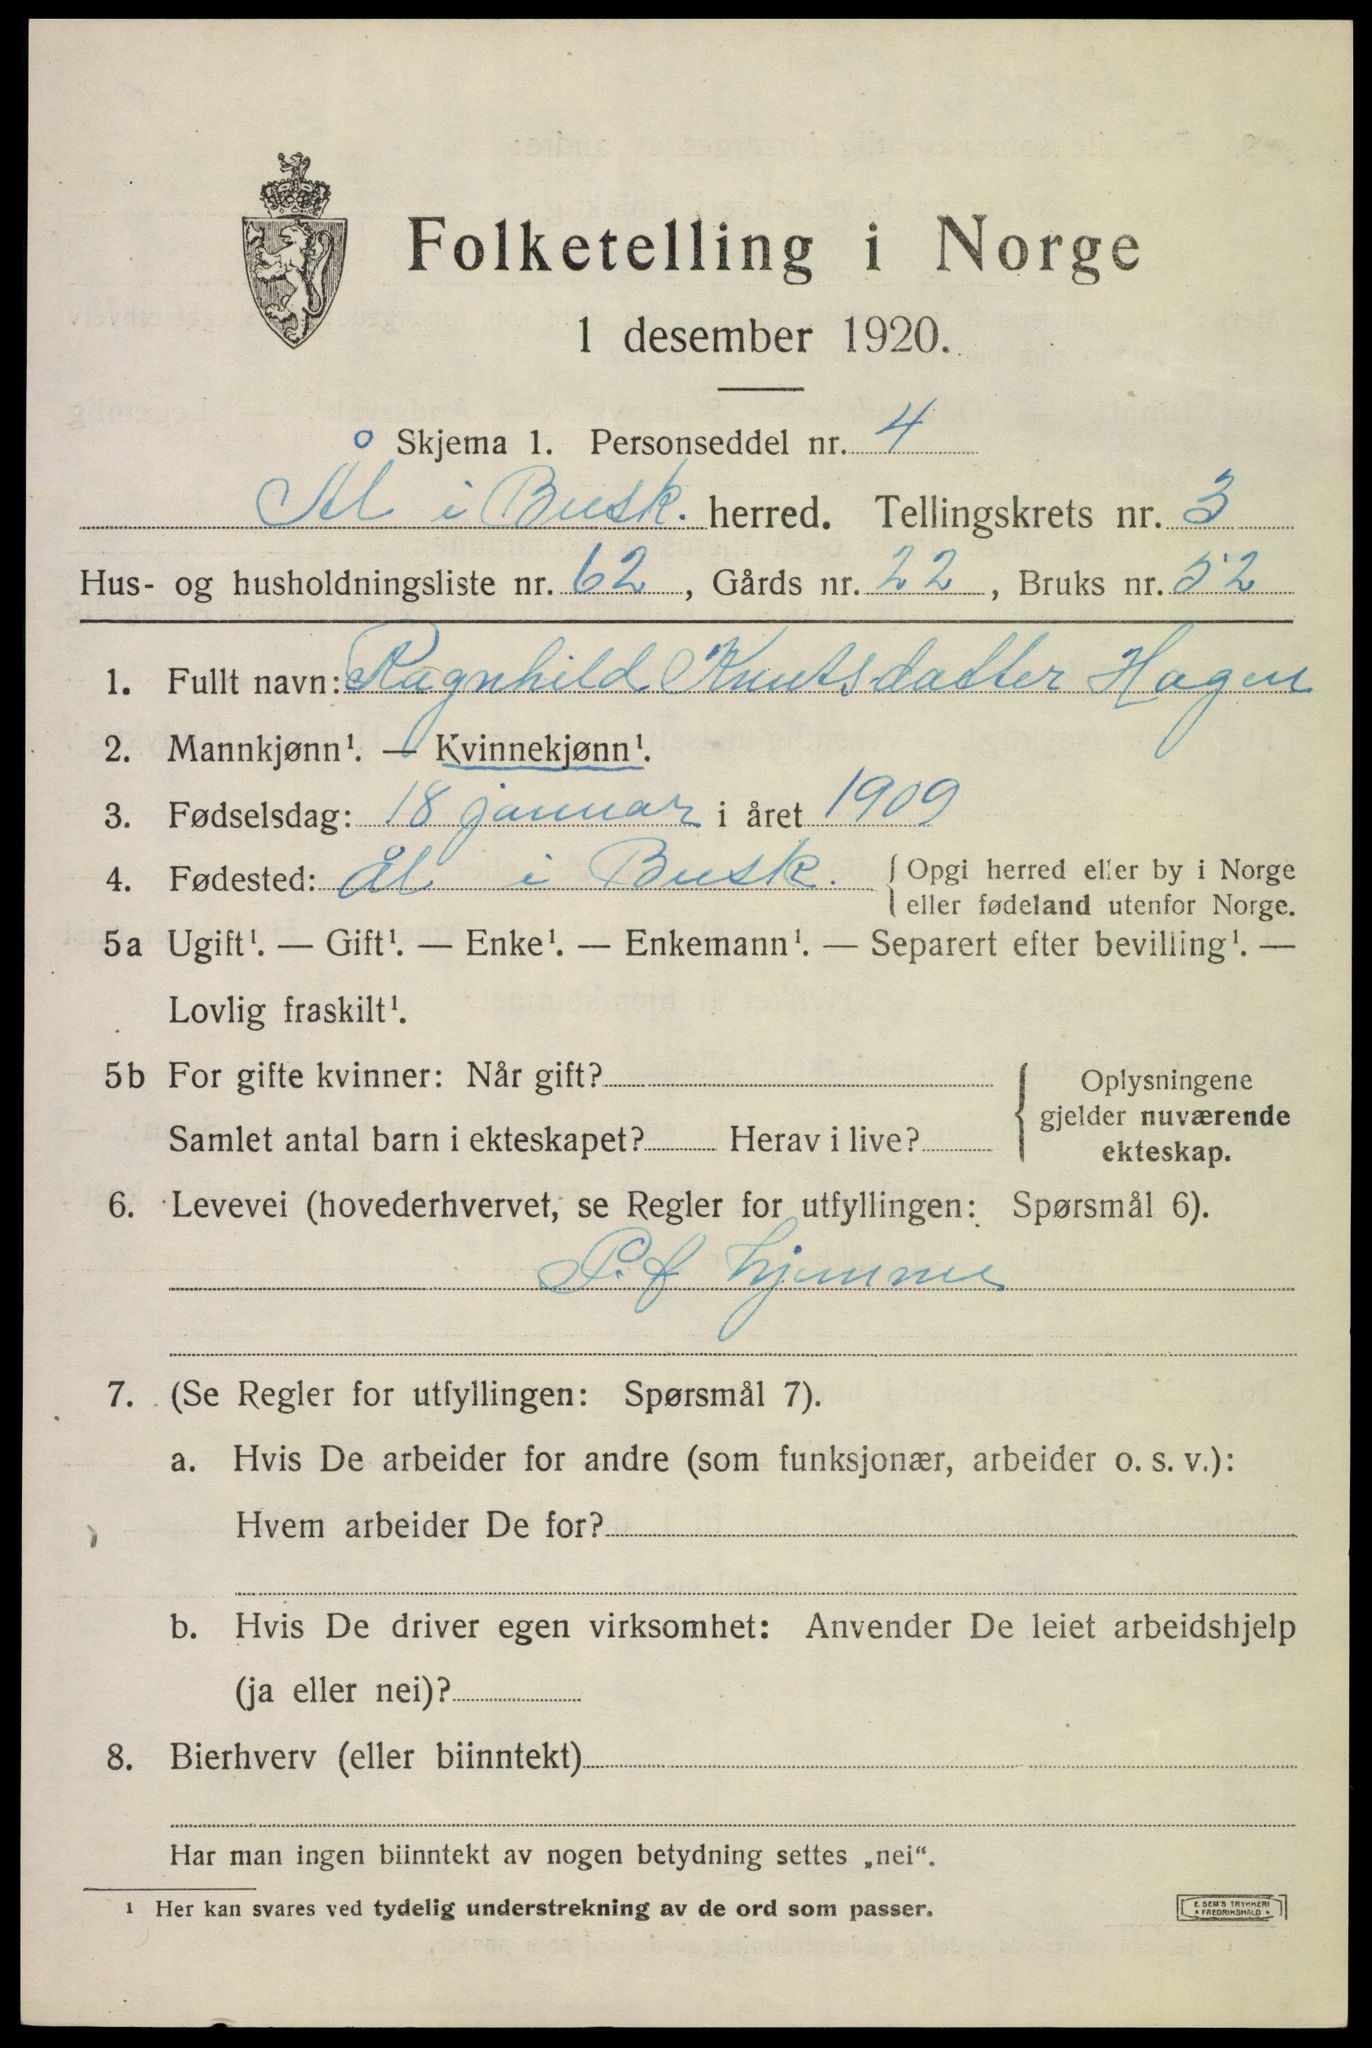 Folketelling i Norge
1 desember 1920.
Skjema 1. Personseddel nr. 4
Ål i Busk. herred. Tellingskrets nr. 3
Hus- og husholdningsliste nr. 62, Gårds nr. 22, Bruks nr. 52
1. Fullt navn: Ragnhild Knutsdatter Hagen
2. Mannkjønn¹. — Kvinnekjønn¹.
3. Fødselsdag: 18 januar i året 1909
4. Fødested: Ål i Busk. {Opgi herred eller by i Norge
eller fødeland utenfor Norge.
5a Ugift¹. — Gift¹. — Enke¹. — Enkemann¹. — Separert efter bevilling¹. —
Lovlig fraskilt¹.
5b For gifte kvinner: Når gift?
Samlet antal barn i ekteskapet? Herav i live?
{Oplysningene
gjelder nuværende
ekteskap.
6. Levevei (hovederhvervet, se Regler for utfyllingen: Spørsmål 6).
P. f hjemme
7. (Se Regler for utfyllingen: Spørsmål 7).
a. Hvis De arbeider for andre (som funksjonær, arbeider o. s. v.):
Hvem arbeider De for?
b. Hvis De driver egen virksomhet: Anvender De leiet arbeidshjelp
(ja eller nei)?
8. Bierhverv (eller biinntekt)
Har man ingen biinntekt av nogen betydning settes „nei“.
¹ Her kan svares ved tydelig understrekning av de ord som passer.
E. SEM'S TRYKKERI
FREDRIKSHALD